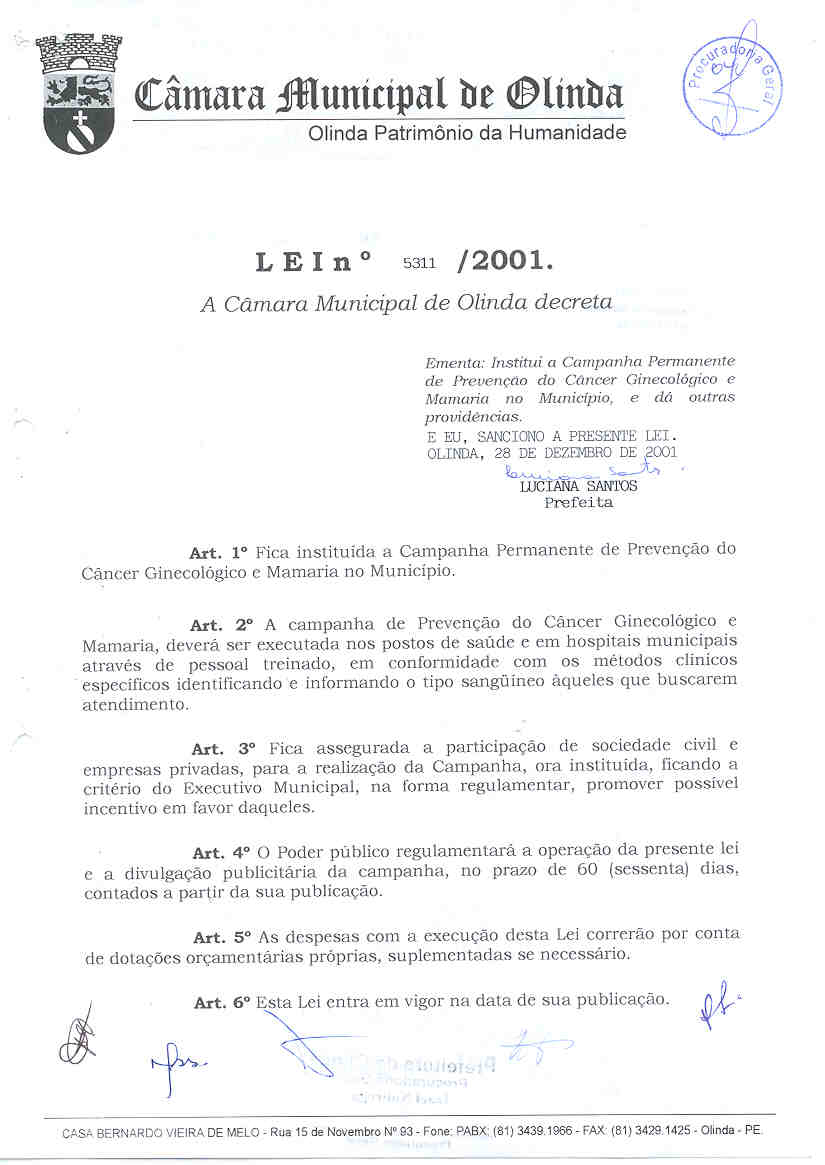 Câmara Municipal de Olinda
Olinda Patrimônio da Humanidade
Procuradoria Geral
L E I n º 5311 /2001.
A Câmara Municipal de Olinda decreta
Ementa: Institui a Campanha Permanente
de Prevenção do Câncer Ginecológico e
Mamaria no Município, e dá outras
providências.
E EU, SANCIONO A PRESENTE LEI.
OLINDA, 28 DE DEZEMBRO DE 2001
LUCIANA SANTOS
Prefeita
Art. 1º Fica instituída a Campanha Permanente de Prevenção do
Câncer Ginecológico e Mamaria no Município.
Art. 2º A campanha de Prevenção do Câncer Ginecológico e
Mamaria, deverá ser executada nos postos de saúde e em hospitais municipais
através de pessoal treinado, em conformidade com os métodos clínicos
específicos identificando e informando o tipo sangüíneo àqueles que buscarem
atendimento.
Art. 3º Fica assegurada a participação de sociedade civil e
empresas privadas, para a realização da Campanha, ora instituída, ficando a
critério do Executivo Municipal, na forma regulamentar, promover possível
incentivo em favor daqueles.
Art. 4º O Poder público regulamentará a operação da presente lei
e a divulgação publicitária da campanha, no prazo de 60 (sessenta) dias,
contados a partir da sua publicação.
Art. 5º As despesas com a execução desta Lei correrão por conta
de dotações orçamentárias próprias, suplementadas se necessário.
Art. 6º Esta Lei entra em vigor na data de sua publicação.
CASA BERNARDO VIEIRA DE MELO - Rua 15 de Novembro Nº 93 - Fone: PABX: (81) 3439.1966 - FAX: (81) 3429.1425 - Olinda - PE.